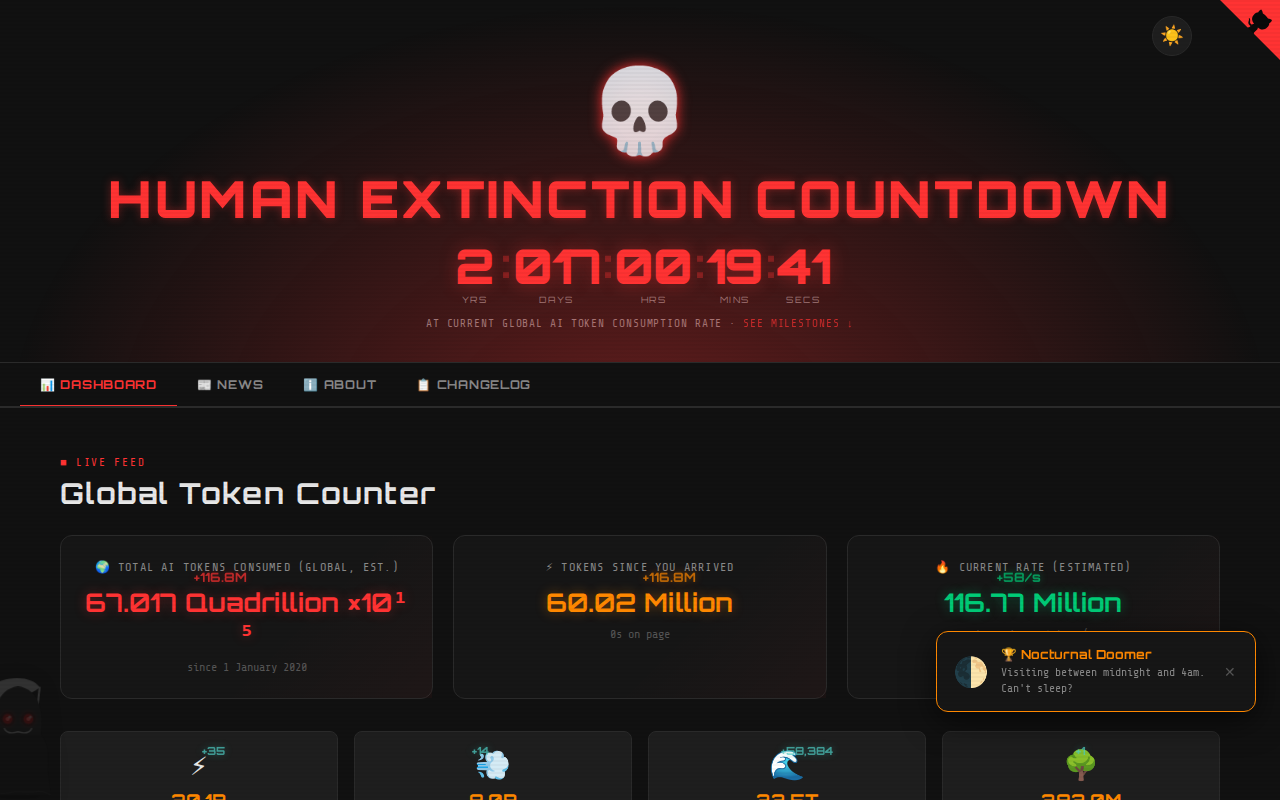 HUMAN EXTINCTION COUNTDOWN
2:017:00:19:41
YRS DAYS HRS MINS SECS
AT CURRENT GLOBAL AI TOKEN CONSUMPTION RATE · SEE MILESTONES ↓
DASHBOARD NEWS ABOUT CHANGELOG
■ LIVE FEED
Global Token Counter
TOTAL AI TOKENS CONSUMED (GLOBAL, EST.)
+116.8M
67.017 Quadrillion x10¹
⁵
since 1 January 2020
⚡ TOKENS SINCE YOU ARRIVED
+116.8M
60.02 Million
0s on page
CURRENT RATE (ESTIMATED)
+58/s
116.77 Million
Nocturnal Doomer
Visiting between midnight and 4am.
Can't sleep?
✕
+35
+14
+58,384